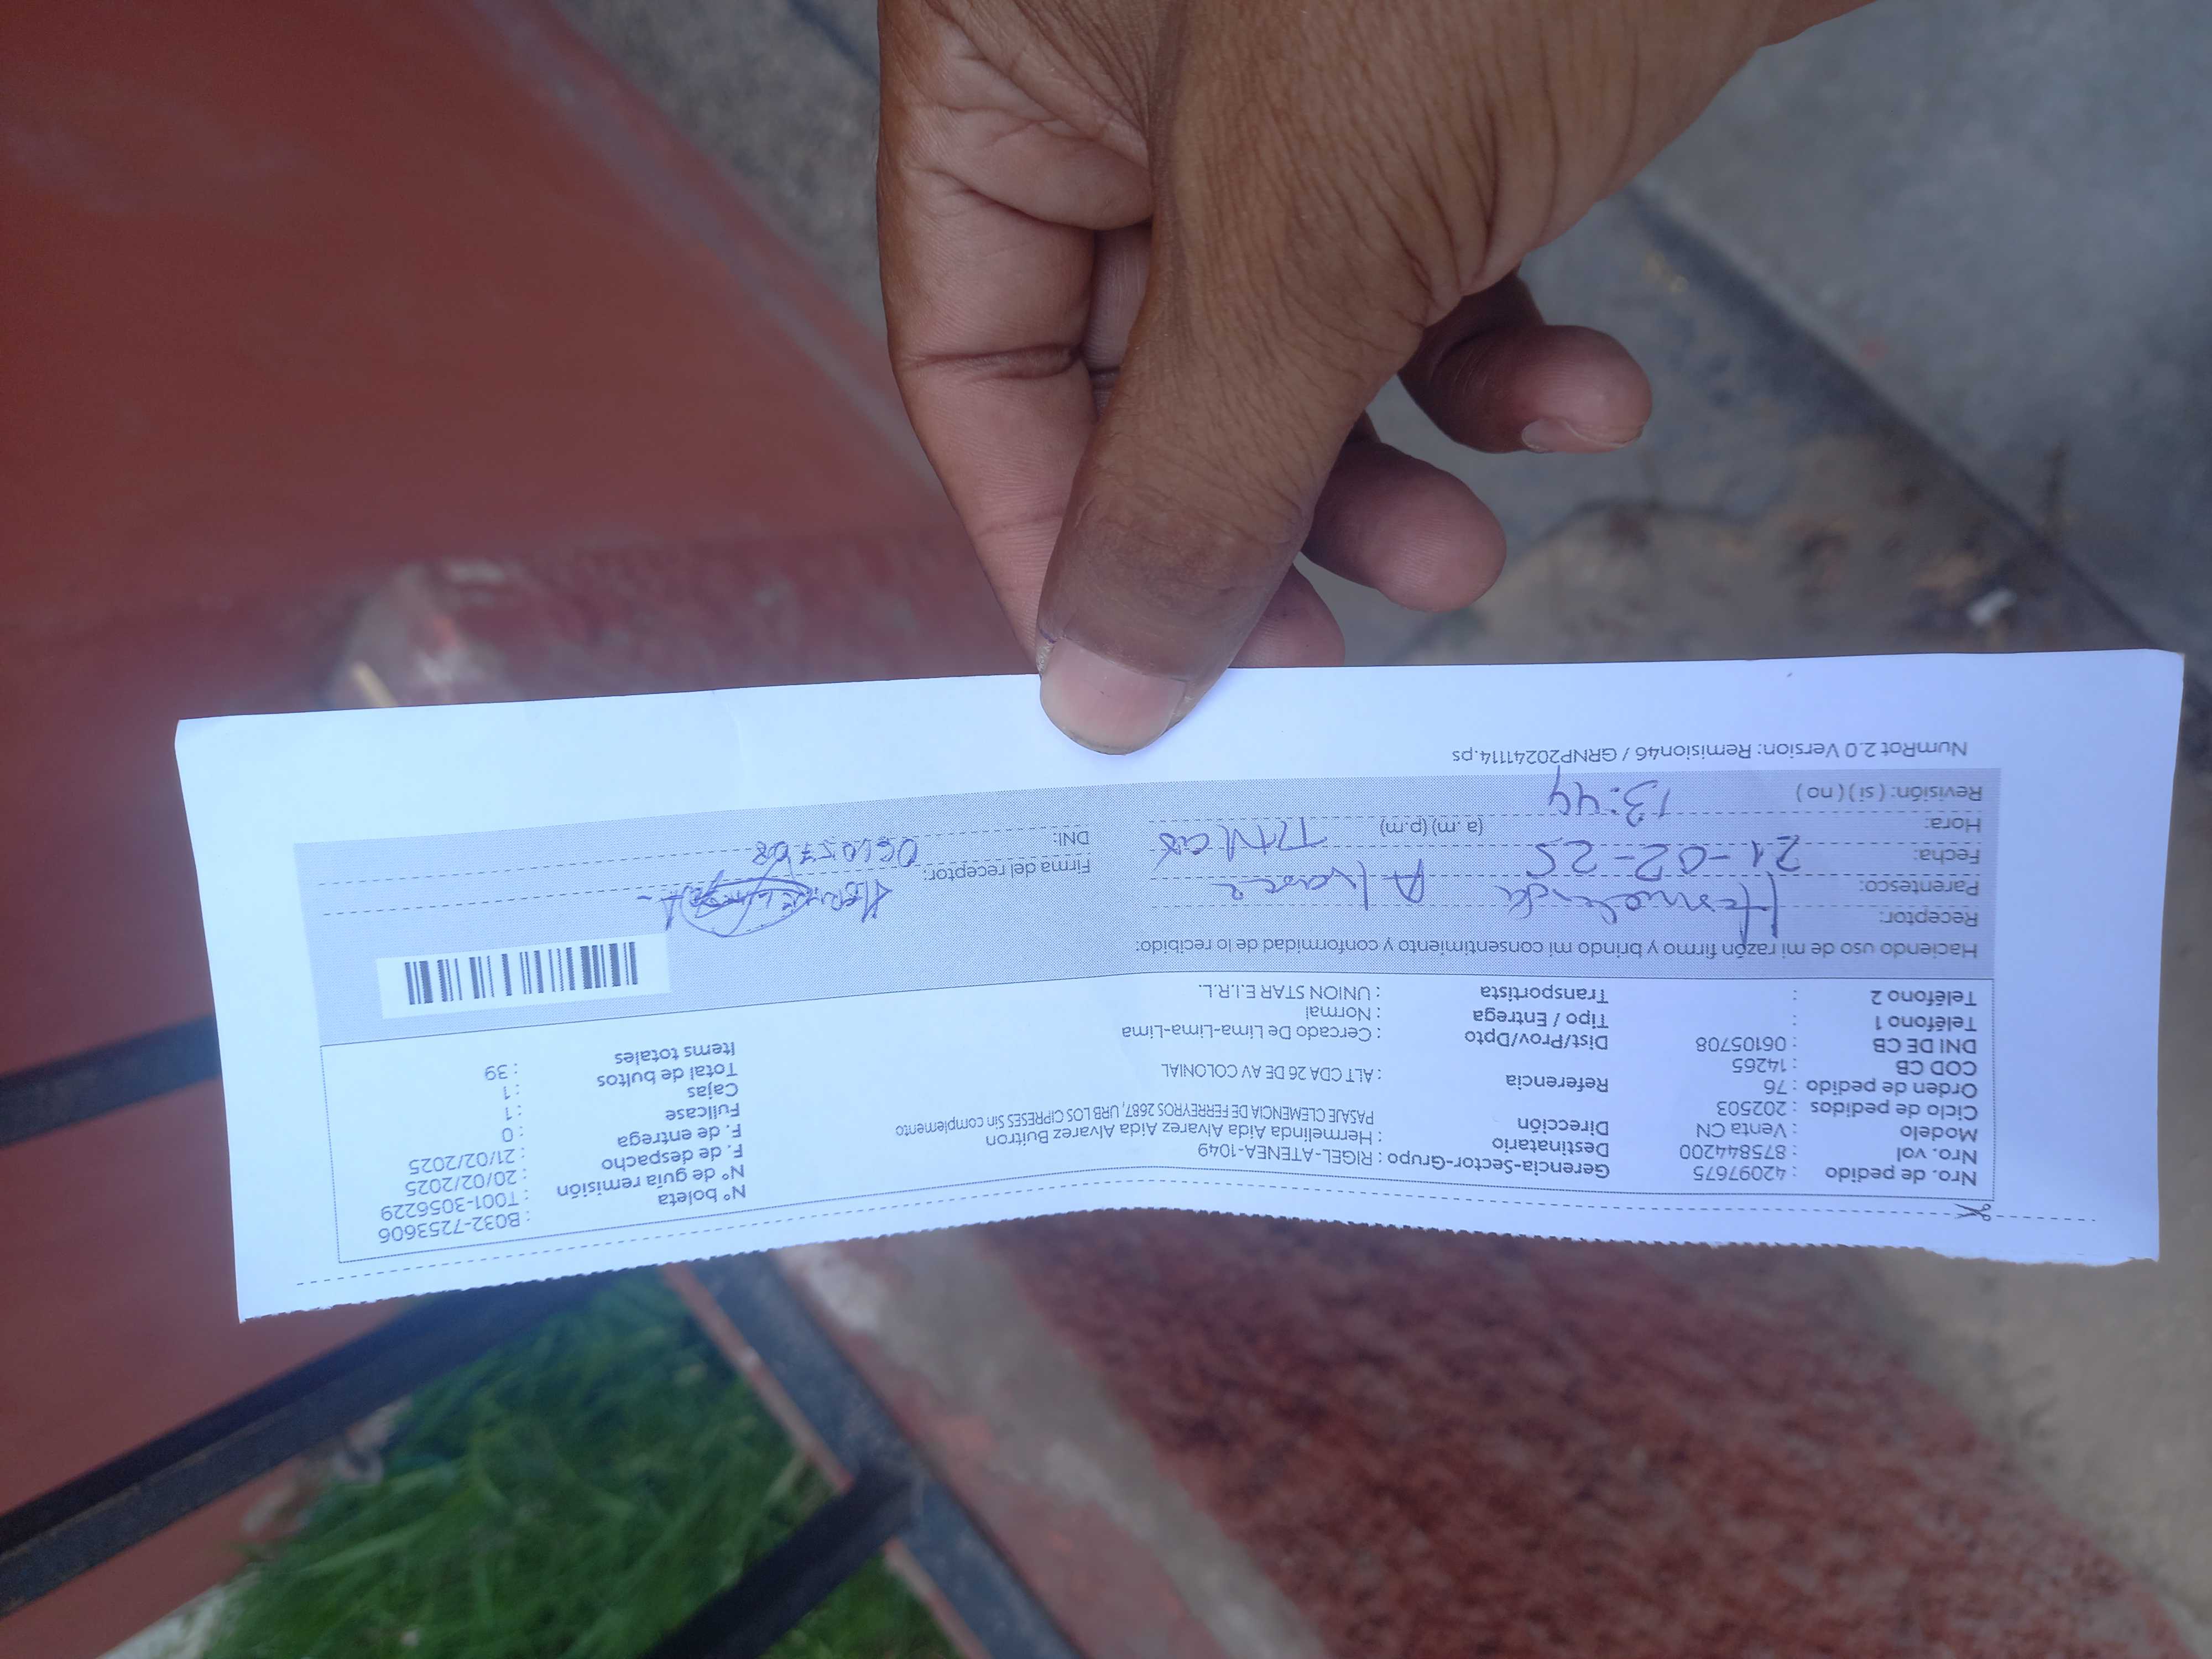 Nro. de pedido : 42097675
Nro. vol : 875844200
Modelo : Venta CN
Ciclo de pedidos : 202503
Orden de pedido : 76
COD CB : 14265
DNI DE CB : 06105708
Teléfono 1 :
Teléfono 2 :
Gerencia-Sector-Grupo : RIGEL-ATENEA-1049
Destinatario : Hermelinda Aida Alvarez Aida Alvarez Buitron
Dirección PASAJE CLEMENCIA DE FERREYROS 2687, URB LOS CIPRESES Sin complemento
Referencia : ALT CDA 26 DE AV COLONIAL
Dist/Prov/Dpto : Cercado De Lima-Lima-Lima
Tipo / Entrega : Normal
Transportista : UNION STAR E.I.R.L.
N° boleta : B032-7253606
N° de guía remisión : T001-3056229
F. de despacho : 20/02/2025
F. de entrega : 21/02/2025
Fullcase : 0
Cajas : 1
Total de bultos : 1
Items totales : 39
Haciendo uso de mi razón firmo y brindo mi consentimiento y conformidad de lo recibido:
Receptor: Hermelinda
Parentesco:
Fecha: 21-02-25
Hora: (a.m) (p.m)
13:44
Revisión: ( si ) ( no )
Firma del receptor:
DNI: 06105708
NumRot 2.0 Version: Remision46 / GRNP20241114.ps